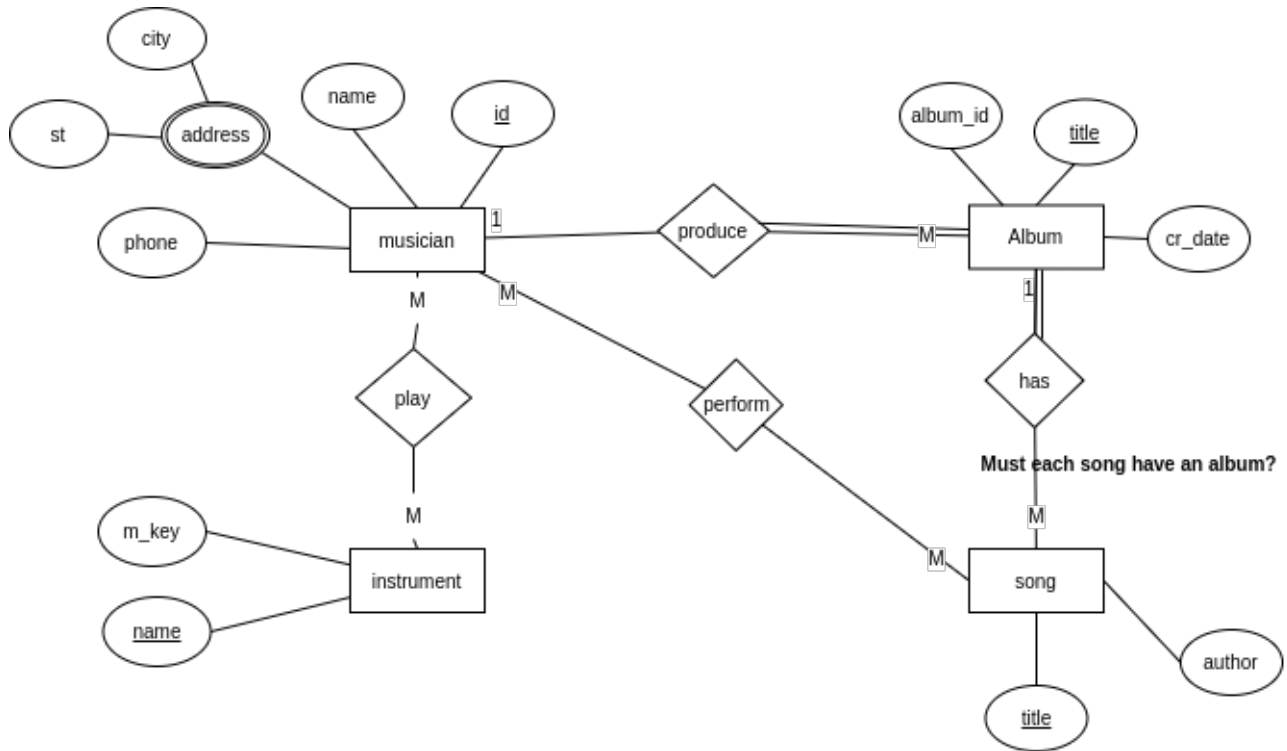 city
name
id
album_id
title
st
address
1
phone
musician
produce
M
Album
cr_date
M
M
1
play
perform
has
Must each song have an album?
M
M
m_key
M
instrument
song
name
author
title